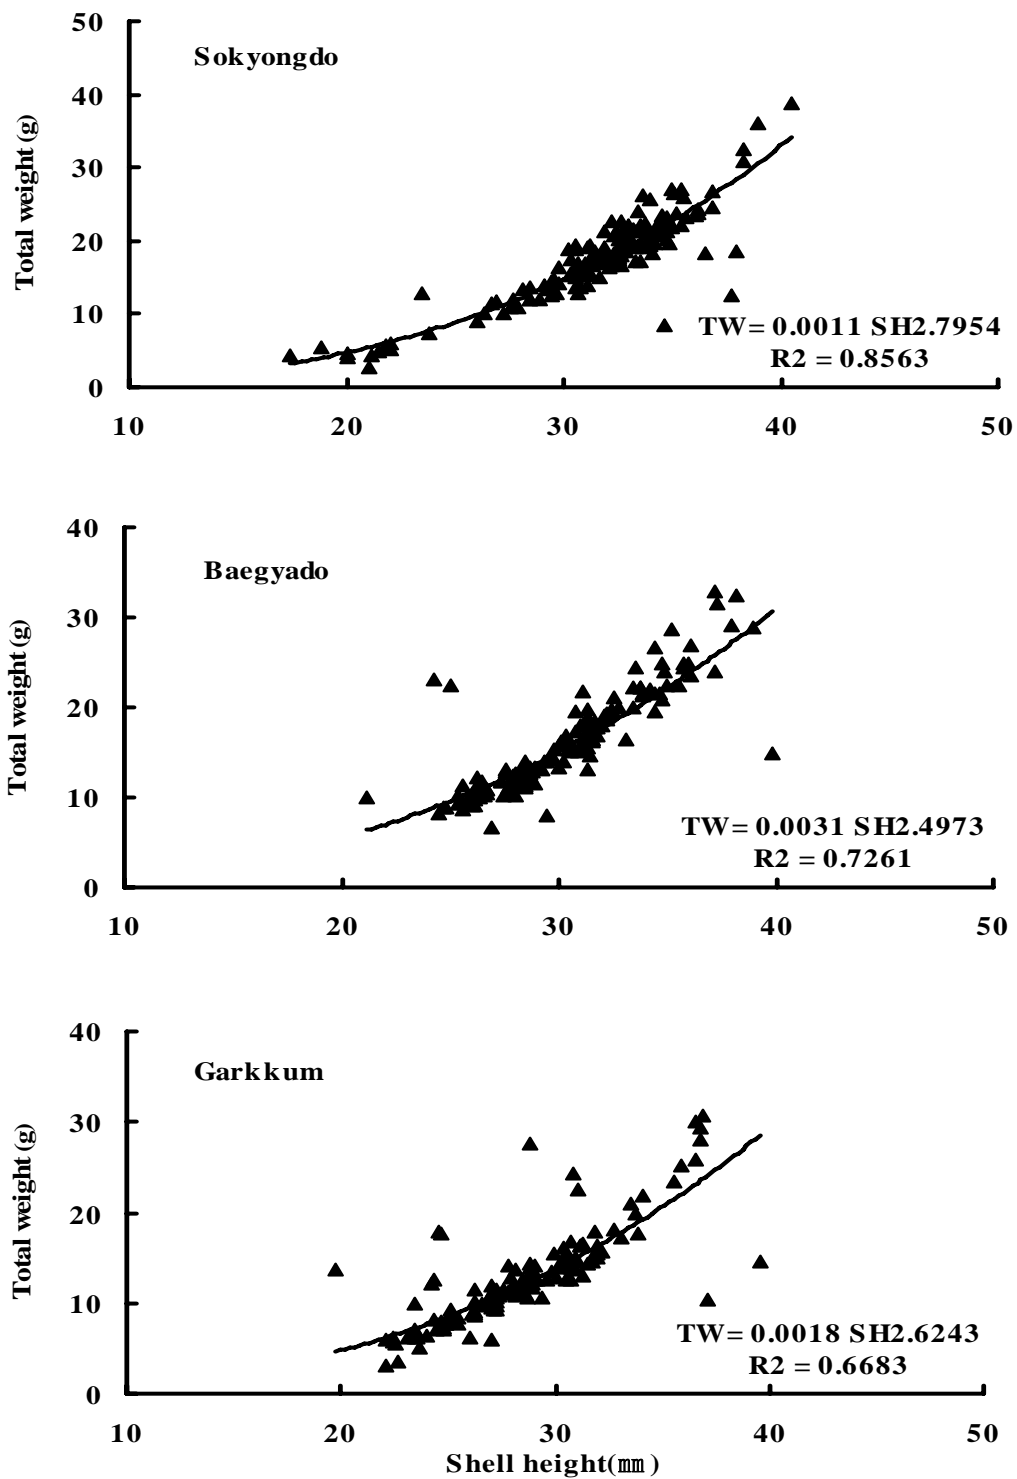 50
Sokyongdo
40
Total weight (g)
30
20
10
TW= 0.0011 SH2.7954
R2 = 0.8563
0
10 20 30 40 50
40
Baegyado
30
Total weight (g)
20
10
TW= 0.0031 SH2.4973
R2 = 0.7261
0
10 20 30 40 50
40
Garkkum
30
Total weight (g)
20
10
TW= 0.0018 SH2.6243
R2 = 0.6683
0
10 20 30 40 50
Shell height(㎜)